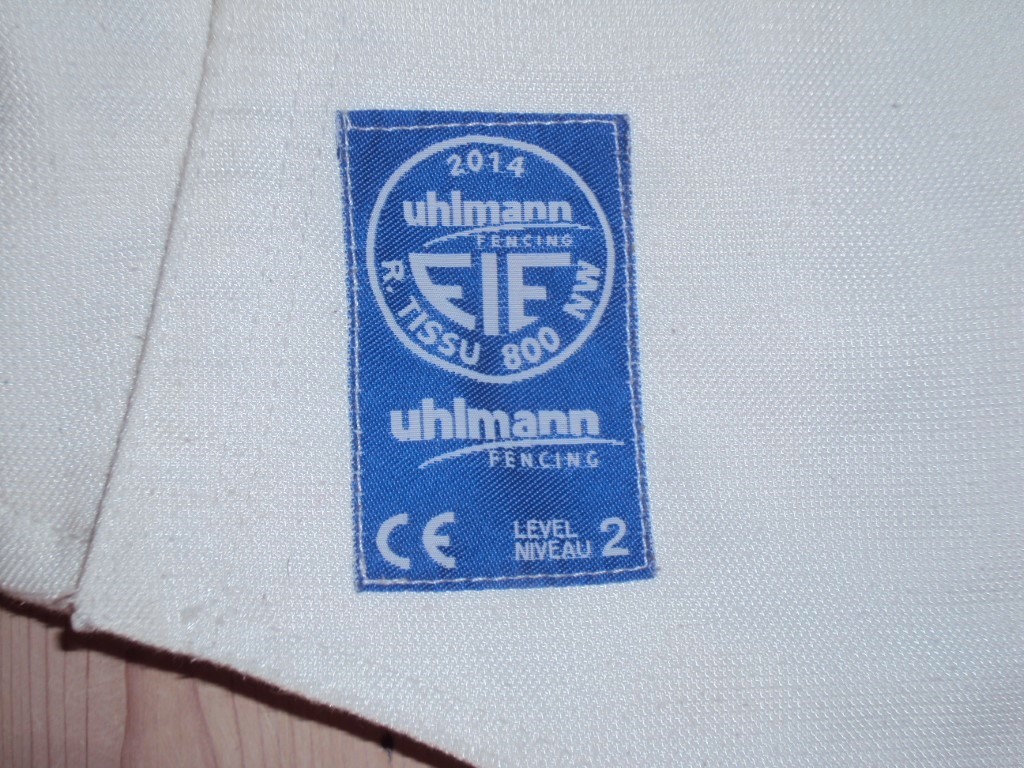 2014
uhlmann
FENCING
FIE
R. TISSU 800 NW
uhlmann
FENCING
CE LEVEL
NIVEAU 2